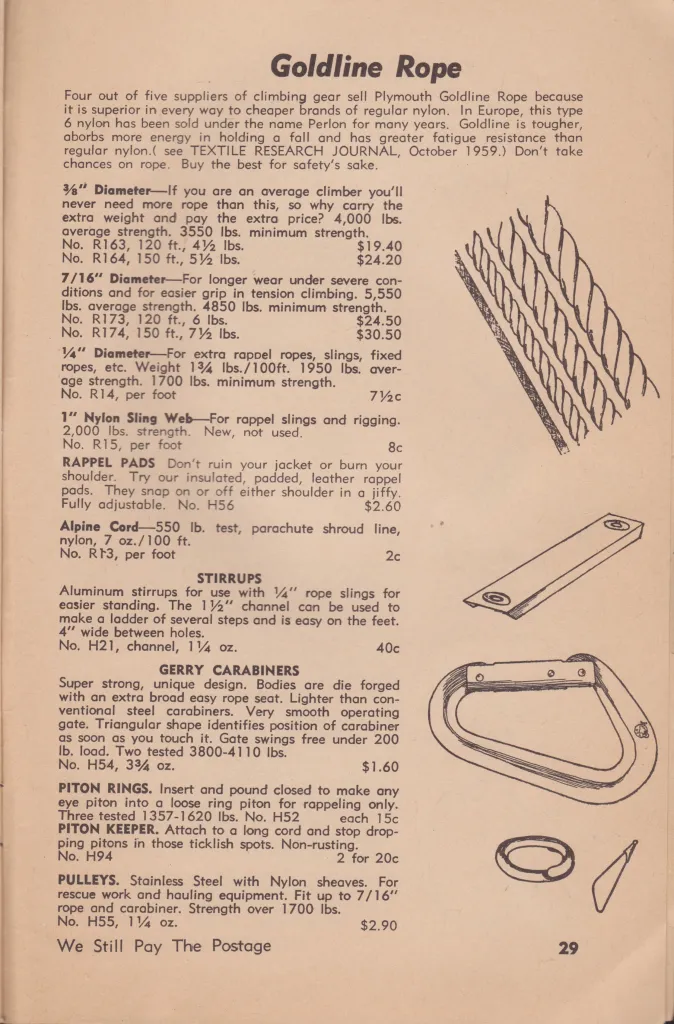 Goldline Rope
Four out of five suppliers of climbing gear sell Plymouth Goldline Rope because
it is superior in every way to cheaper brands of regular nylon. In Europe, this type
6 nylon has been sold under the name Perlon for many years. Goldline is tougher,
aborbs more energy in holding a fall and has greater fatigue resistance than
regular nylon.( see TEXTILE RESEARCH JOURNAL, October 1959.) Don't take
chances on rope. Buy the best for safety's sake.
⅜" Diameter—If you are an average climber you'll
never need more rope than this, so why carry the
extra weight and pay the extra price? 4,000 lbs.
average strength. 3550 lbs. minimum strength.
No. R163, 120 ft., 4½ lbs. $19.40
No. R164, 150 ft., 5½ lbs. $24.20
7/16" Diameter—For longer wear under severe con-
ditions and for easier grip in tension climbing. 5,550
lbs. average strength. 4850 lbs. minimum strength.
No. R173, 120 ft., 6 lbs. $24.50
No. R174, 150 ft., 7½ lbs. $30.50
¼" Diameter—For extra rappel ropes, slings, fixed
ropes, etc. Weight 1¾ lbs./100ft. 1950 lbs. aver-
age strength. 1700 lbs. minimum strength.
No. R14, per foot 7½c
1" Nylon Sling Web—For rappel slings and rigging.
2,000 lbs. strength. New, not used.
No. R15, per foot 8c
RAPPEL PADS Don't ruin your jacket or burn your
shoulder. Try our insulated, padded, leather rappel
pads. They snap on or off either shoulder in a jiffy.
Fully adjustable. No. H56 $2.60
Alpine Cord—550 lb. test, parachute shroud line,
nylon, 7 oz./100 ft.
No. R13, per foot 2c
STIRRUPS
Aluminum stirrups for use with ¼" rope slings for
easier standing. The 1½" channel can be used to
make a ladder of several steps and is easy on the feet.
4" wide between holes.
No. H21, channel, 1¼ oz. 40c
GERRY CARABINERS
Super strong, unique design. Bodies are die forged
with an extra broad easy rope seat. Lighter than con-
ventional steel carabiners. Very smooth operating
gate. Triangular shape identifies position of carabiner
as soon as you touch it. Gate swings free under 200
lb. load. Two tested 3800-4110 lbs.
No. H54, 3¾ oz. $1.60
PITON RINGS. Insert and pound closed to make any
eye piton into a loose ring piton for rappeling only.
Three tested 1357-1620 lbs. No. H52 each 15c
PITON KEEPER. Attach to a long cord and stop drop-
ping pitons in those ticklish spots. Non-rusting.
No. H94 2 for 20c
PULLEYS. Stainless Steel with Nylon sheaves. For
rescue work and hauling equipment. Fit up to 7/16"
rope and carabiner. Strength over 1700 lbs.
No. H55, 1¼ oz. $2.90
We Still Pay The Postage 29